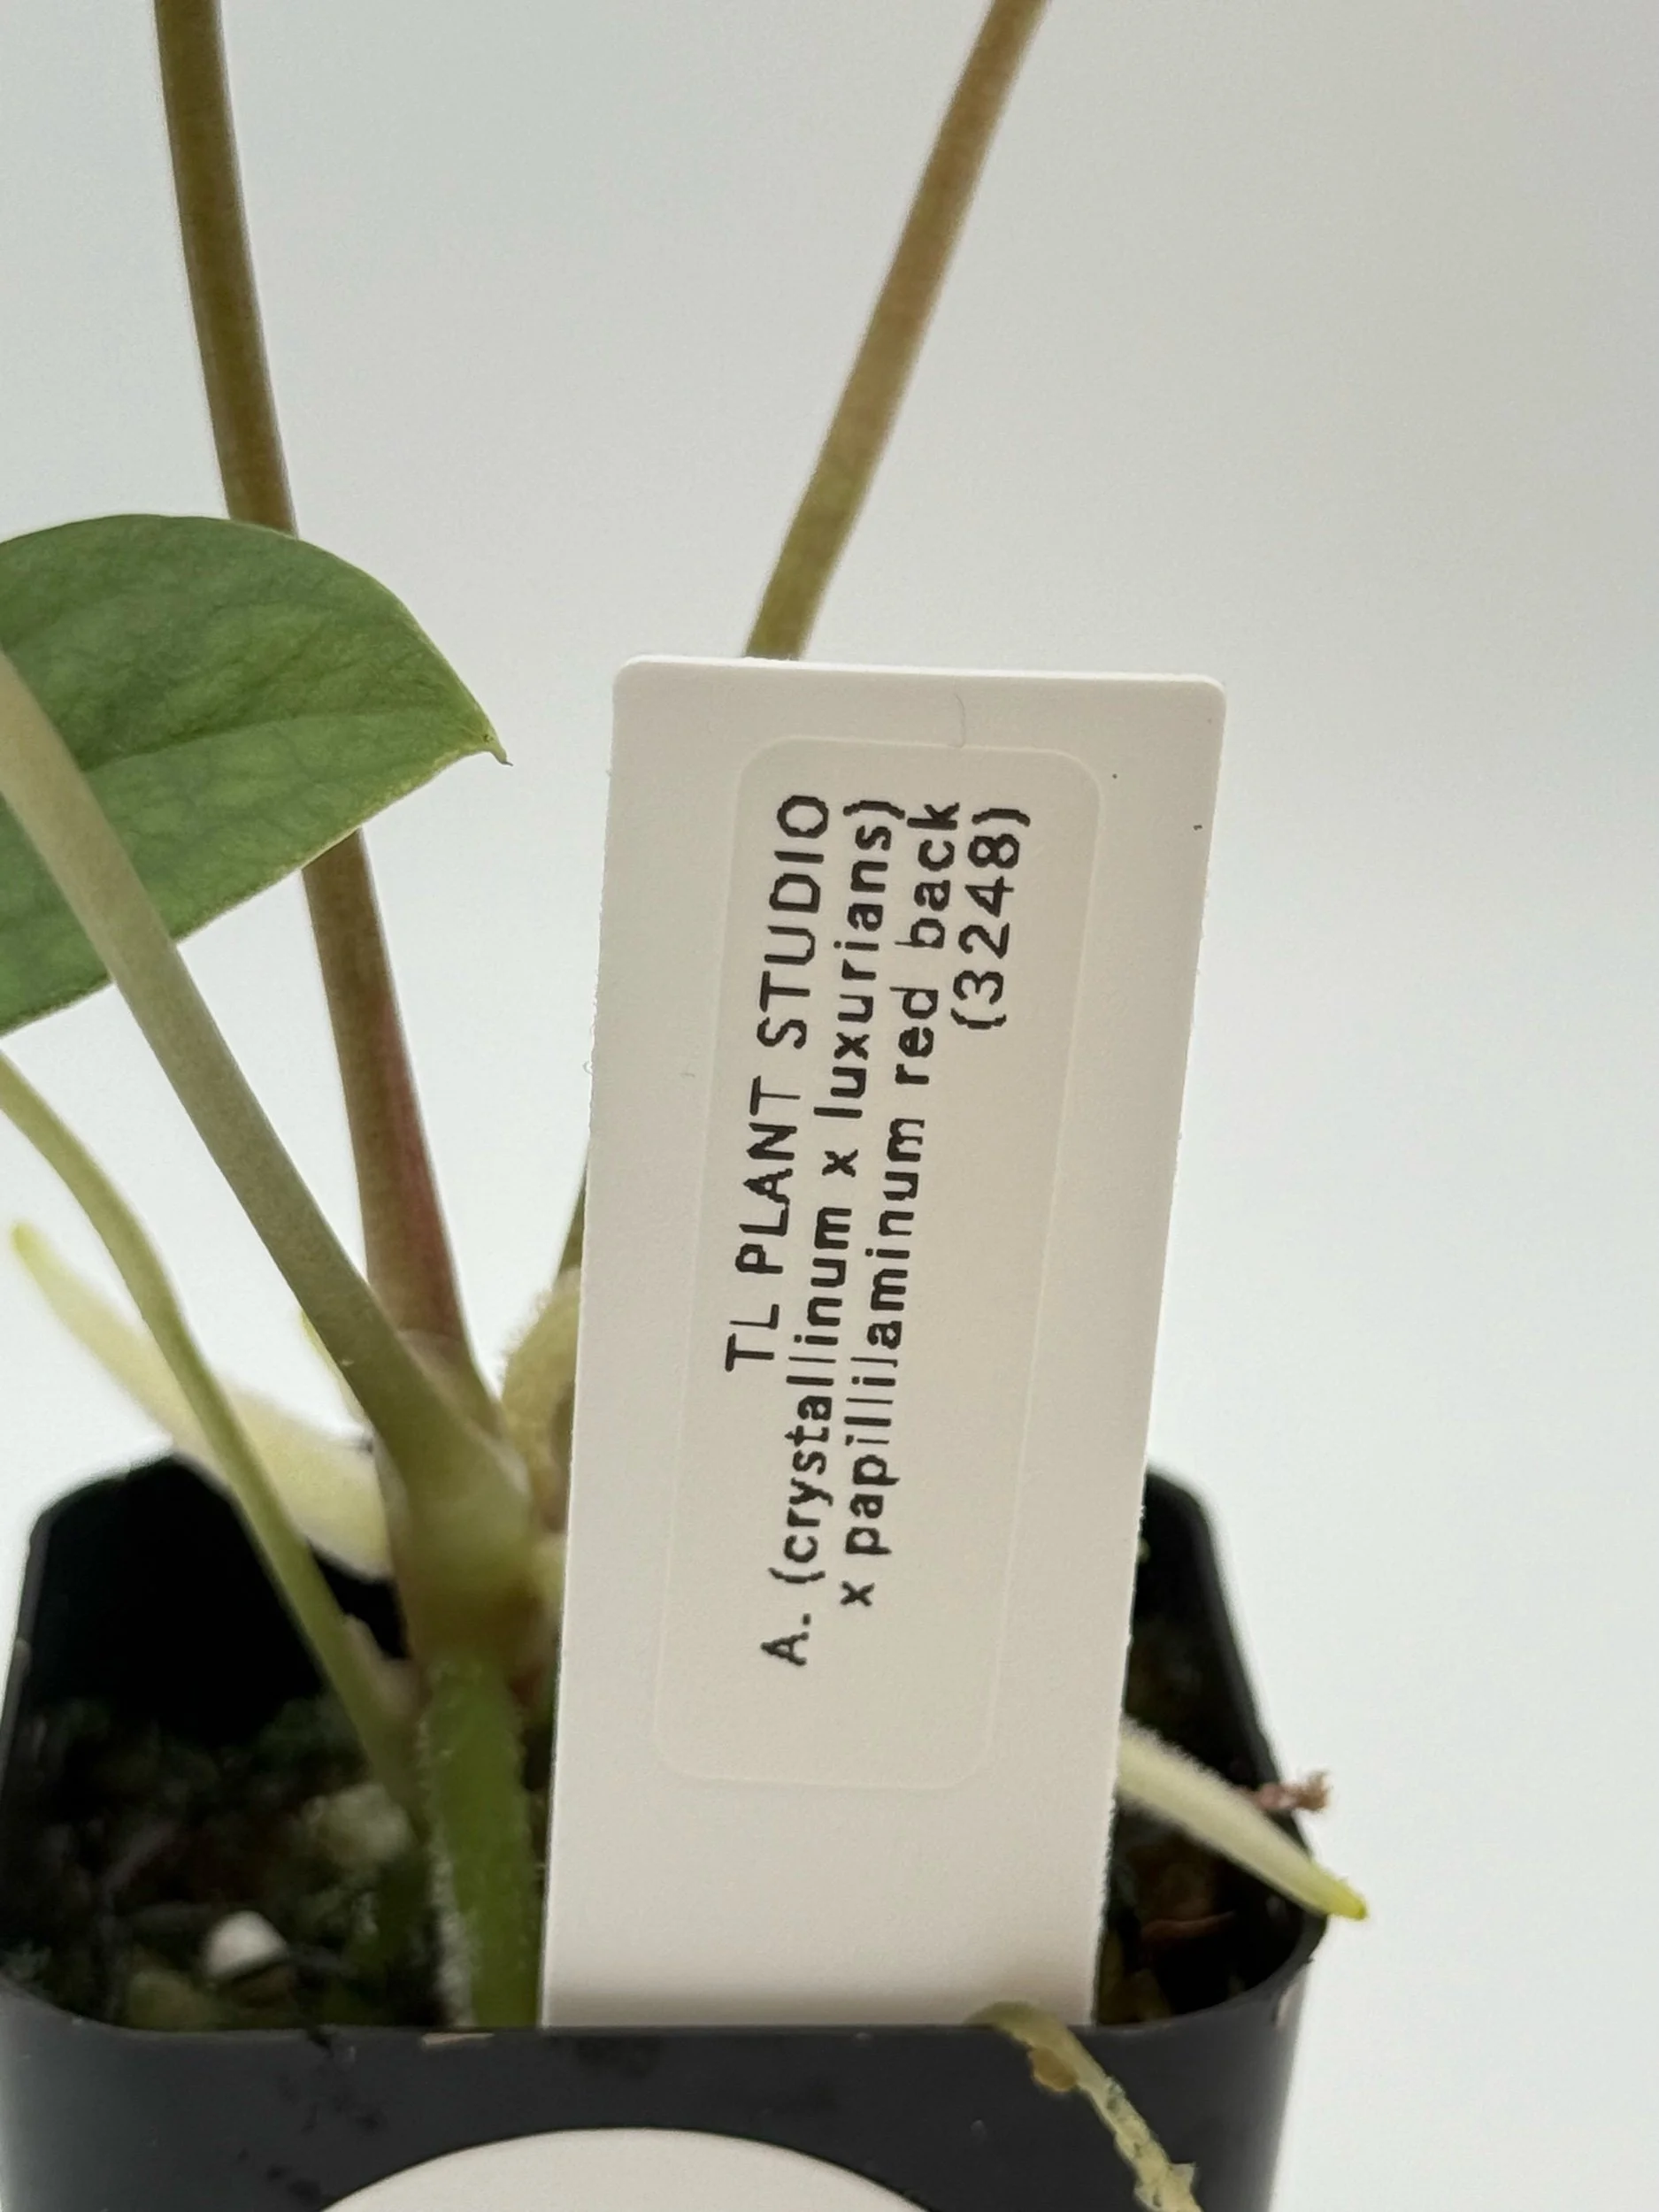 TL PLANT STUDIO
A. (crystallinum x luxurians)
x papillilaminum red back
(3248)